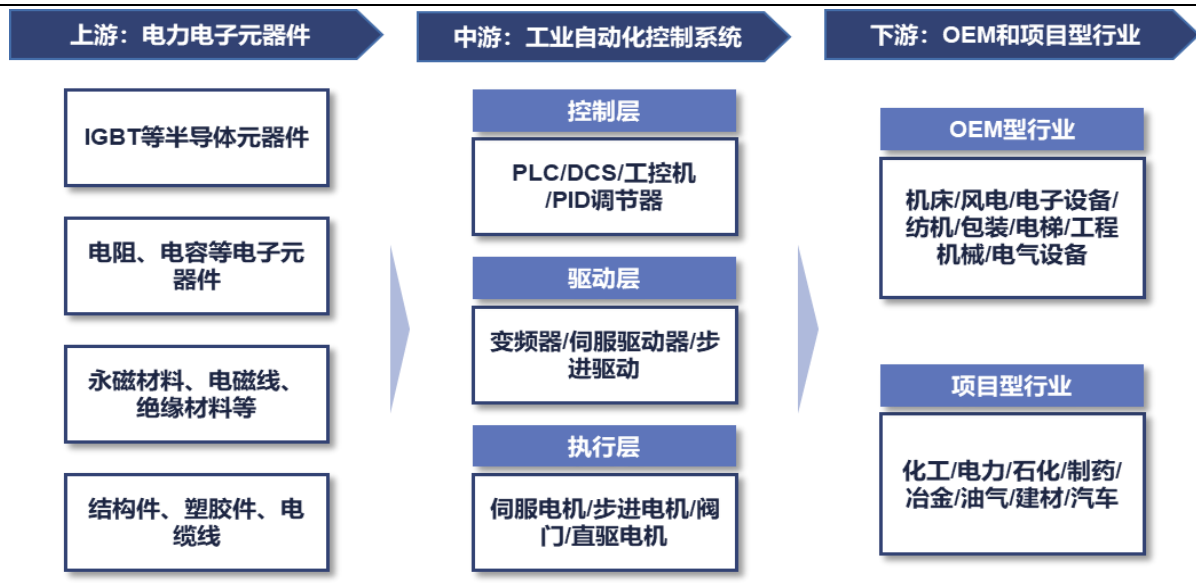 上游：电力电子元器件
IGBT等半导体元器件
电阻、电容等电子元
器件
永磁材料、电磁线、
绝缘材料等
结构件、塑胶件、电
缆线
中游：工业自动化控制系统
控制层
PLC/DCS/工控机
/PID调节器
驱动层
变频器/伺服驱动器/步
进驱动
执行层
伺服电机/步进电机/阀
门/直驱电机
下游：OEM和项目型行业
OEM型行业
机床/风电/电子设备/
纺机/包装/电梯/工程
机械/电气设备
项目型行业
化工/电力/石化/制药/
冶金/油气/建材/汽车